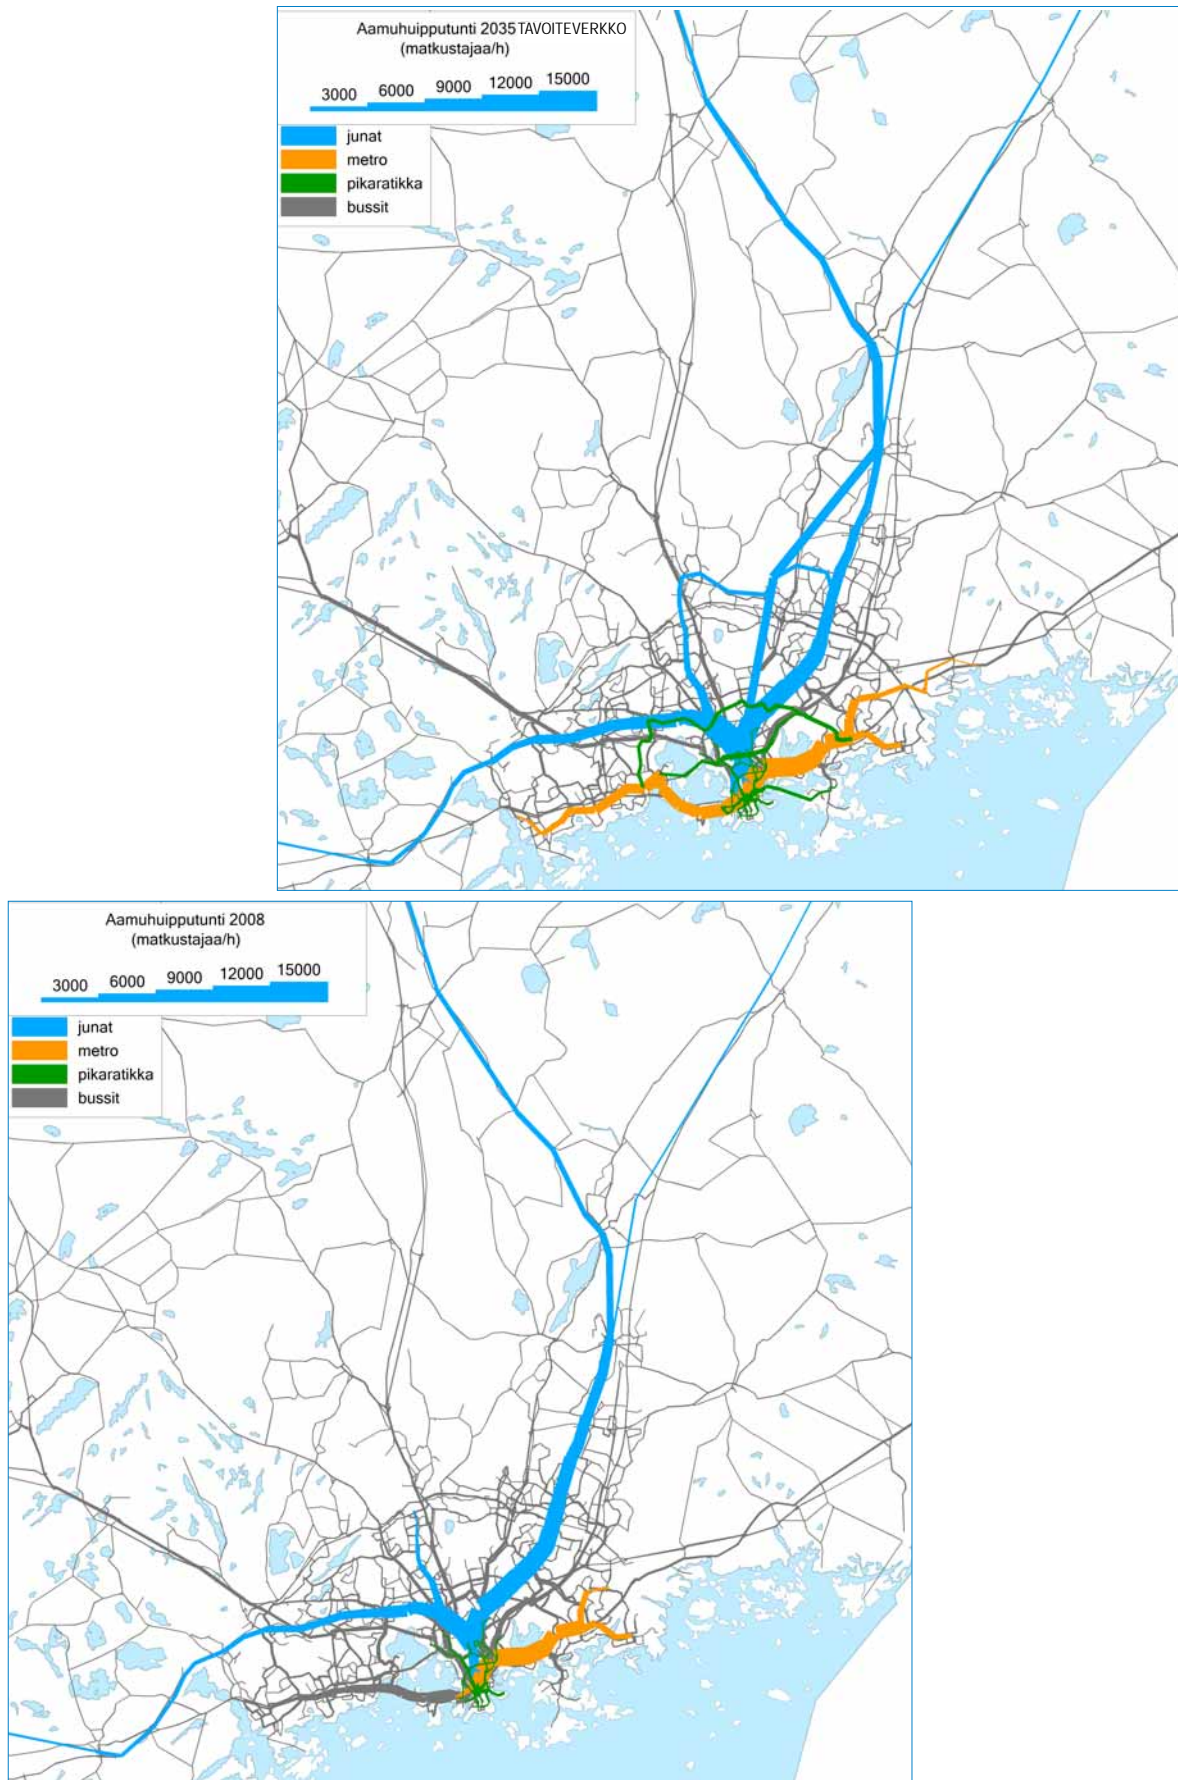 Aamuhuipputunti 2035 TAVOITEVERKKO
(matkustajaa/h)
3000 6000 9000 12000 15000
junat
metro
pikaratikka
bussit
Aamuhuipputunti 2008
(matkustajaa/h)
3000 6000 9000 12000 15000
junat
metro
pikaratikka
bussit